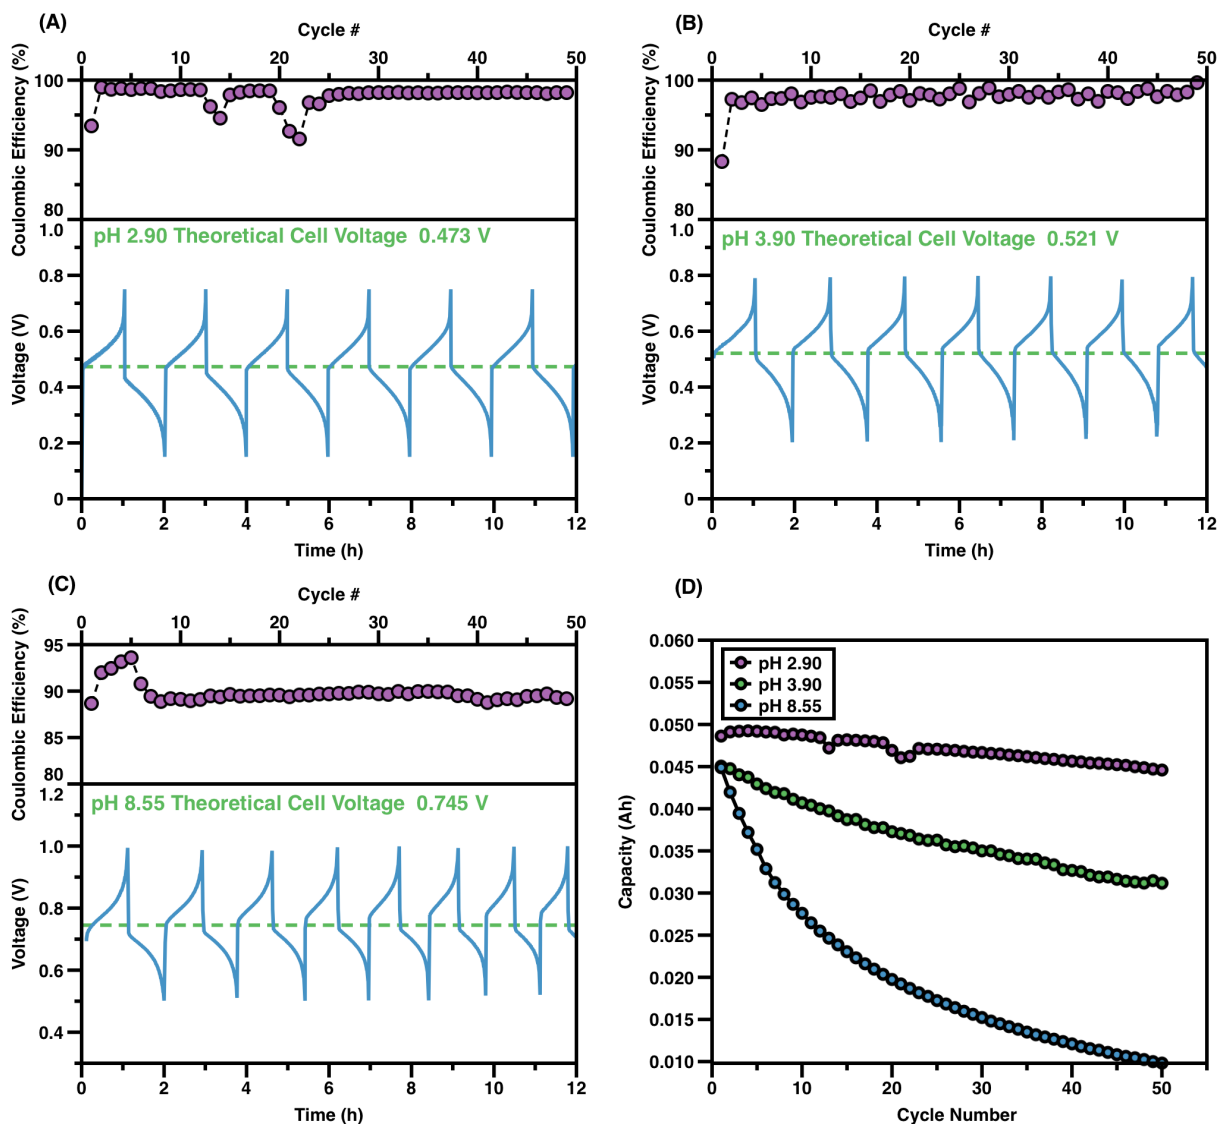 (A)
Cycle #
0 10 20 30 40 50
Coulombic Efficiency (%)
100
90
80
pH 2.90 Theoretical Cell Voltage 0.473 V
Voltage (V)
1.0
0.8
0.6
0.4
0.2
0
0 2 4 6 8 10 12
Time (h)
(B)
Cycle #
0 10 20 30 40 50
Coulombic Efficiency (%)
100
90
80
pH 3.90 Theoretical Cell Voltage 0.521 V
Voltage (V)
1.0
0.8
0.6
0.4
0.2
0
0 2 4 6 8 10 12
Time (h)
(C)
Cycle #
0 10 20 30 40 50
Coulombic Efficiency (%)
95
90
85
80
pH 8.55 Theoretical Cell Voltage 0.745 V
Voltage (V)
1.2
1.0
0.8
0.6
0.4
0 2 4 6 8 10 12
Time (h)
(D)
pH 2.90
pH 3.90
pH 8.55
Capacity (Ah)
0.060
0.055
0.050
0.045
0.040
0.035
0.030
0.025
0.020
0.015
0.010
0 10 20 30 40 50
Cycle Number